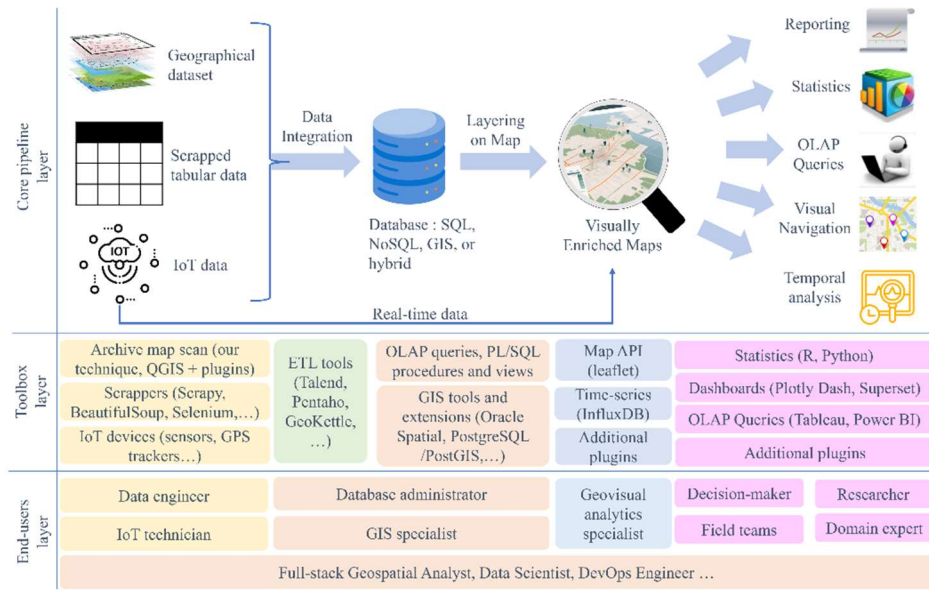 Core pipeline
layer
Geographical
dataset
Scrapped
tabular data
IOT
IoT data
Data
Integration
Database : SQL,
NoSQL, GIS, or
hybrid
Layering
on Map
Visually
Enriched Maps
Real-time data
Reporting
Statistics
OLAP
Queries
Visual
Navigation
Temporal
analysis
Toolbox
layer
Archive map scan (our
technique, QGIS + plugins)
Scrappers (Scrapy,
BeautifulSoup, Selenium,...)
IoT devices (sensors, GPS
trackers...)
ETL tools
(Talend,
Pentaho,
GeoKettle,
...)
OLAP queries, PL/SQL
procedures and views
GIS tools and
extensions (Oracle
Spatial, PostgreSQL
/PostGIS,...)
Map API
(leaflet)
Time-series
(InfluxDB)
Additional
plugins
Statistics (R, Python)
Dashboards (Plotly Dash, Superset)
OLAP Queries (Tableau, Power BI)
Additional plugins
End-users
layer
Data engineer
IoT technician
Database administrator
GIS specialist
Geovisual
analytics
specialist
Decision-maker
Researcher
Field teams
Domain expert
Full-stack Geospatial Analyst, Data Scientist, DevOps Engineer ...